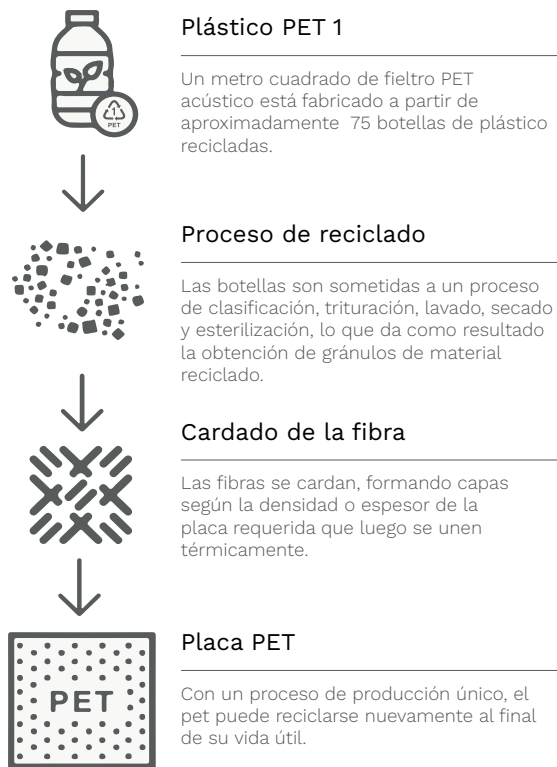 1
PET
Plástico PET 1
Un metro cuadrado de fieltro PET
acústico está fabricado a partir de
aproximadamente  75 botellas de plástico
recicladas.
Proceso de reciclado
Las botellas son sometidas a un proceso
de clasificación, trituración, lavado, secado
y esterilización, lo que da como resultado
la obtención de gránulos de material
reciclado.
Cardado de la fibra
Las fibras se cardan, formando capas
según la densidad o espesor de la
placa requerida que luego se unen
térmicamente.
PET
Placa PET
Con un proceso de producción único, el
pet puede reciclarse nuevamente al final
de su vida útil.